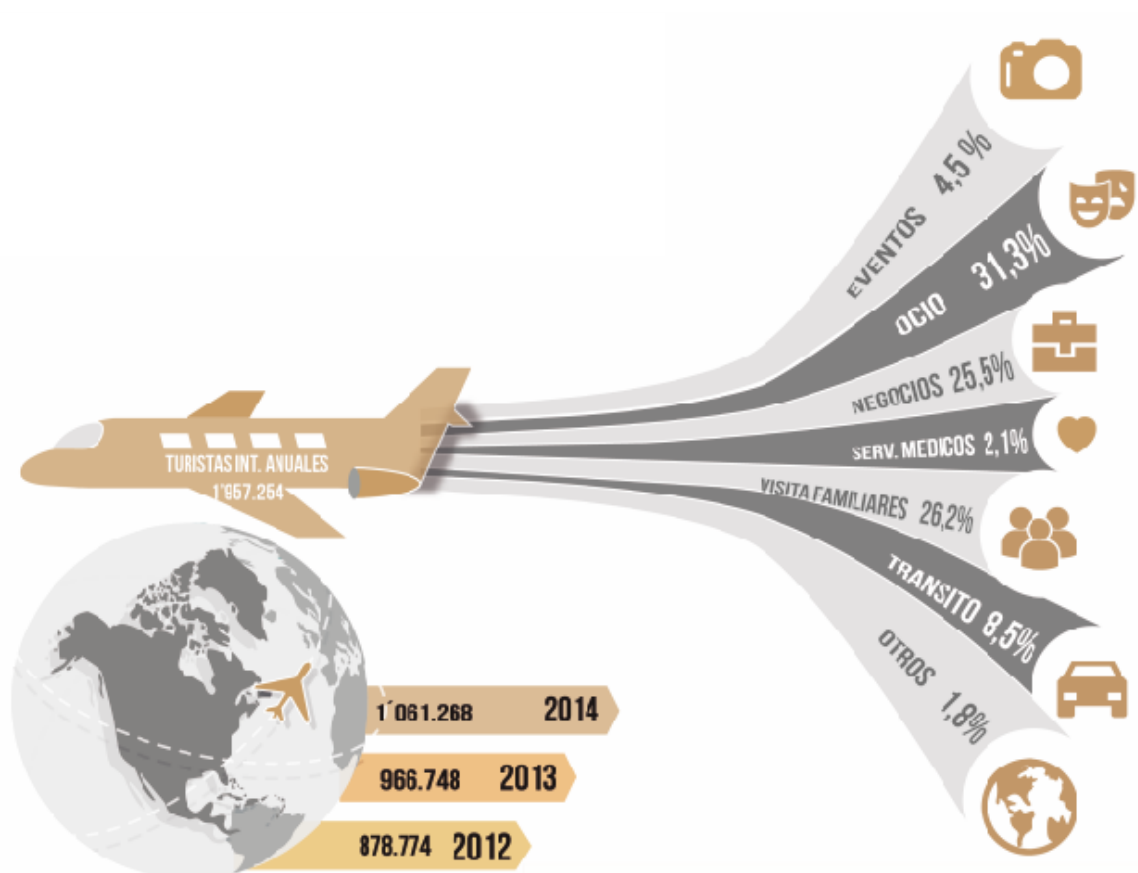 EVENTOS 4,5%
OCIO 31,3%
NEGOCIOS 25,5%
SERV. MEDICOS 2,1%
TURISTAS INT. ANUALES
1'957.254
VISITA FAMILIARES 26,2%
TRANSITO 8,5%
OTROS 1,8%
1´061.268 2014
966.748 2013
878.774 2012